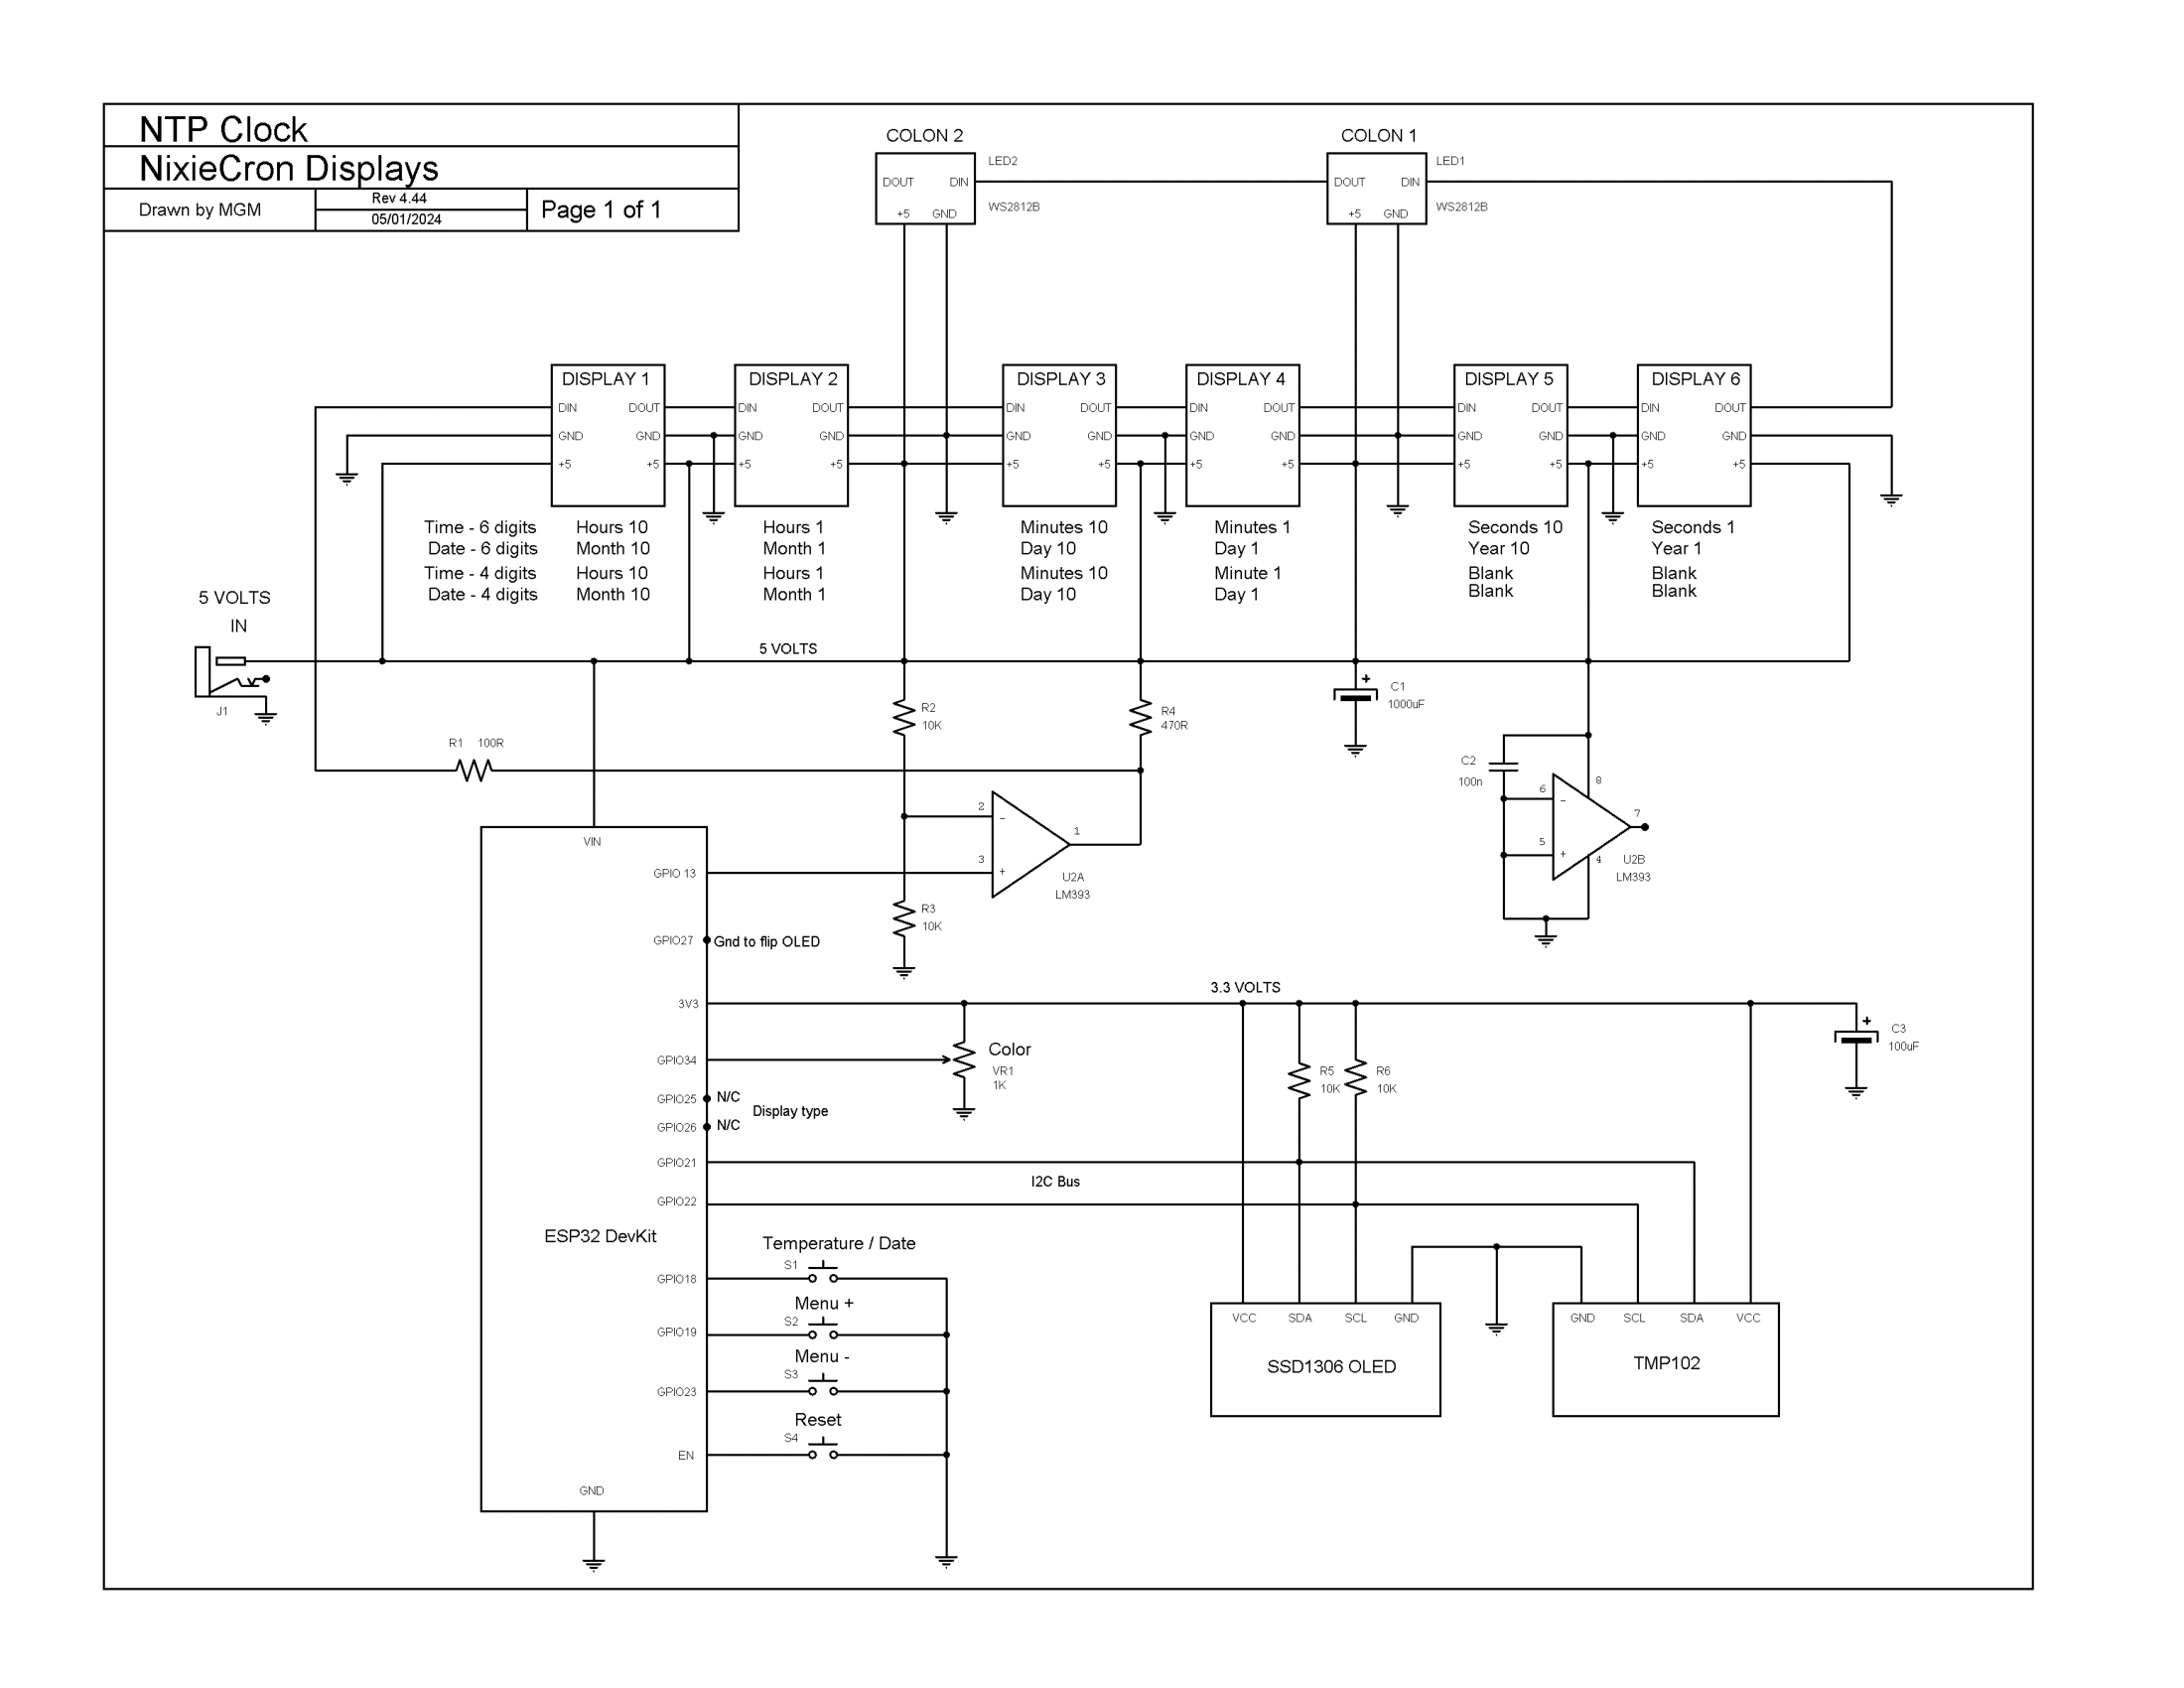 NTP Clock
NixieCron Displays
Drawn by MGM
Rev 4.44
05/01/2024
Page 1 of 1
COLON 2
LED2
DOUT DIN
+5 GND
WS2812B
COLON 1
LED1
DOUT DIN
+5 GND
WS2812B
DISPLAY 1
DIN DOUT
GND GND
+5 +5
DISPLAY 2
DIN DOUT
GND GND
+5 +5
DISPLAY 3
DIN DOUT
GND GND
+5 +5
DISPLAY 4
DIN DOUT
GND GND
+5 +5
DISPLAY 5
DIN DOUT
GND GND
+5 +5
DISPLAY 6
DIN DOUT
GND GND
+5 +5
Time - 6 digits Hours 10 Hours 1 Minutes 10 Minutes 1 Seconds 10 Seconds 1
Date - 6 digits Month 10 Month 1 Day 10 Day 1 Year 10 Year 1
Time - 4 digits Hours 10 Hours 1 Minutes 10 Minute 1 Blank Blank
Date - 4 digits Month 10 Month 1 Day 10 Day 1 Blank Blank
5 VOLTS
IN
J1
5 VOLTS
R1 100R
R2
10K
R4
470R
+
C1
1000uF
C2
100n
6
-
8
7
5
+
4
U2B
LM393
2
-
1
3
+
U2A
LM393
R3
10K
VIN
GPIO 13
GPIO27
Gnd to flip OLED
3V3
3.3 VOLTS
GPIO34
Color
VR1
1K
R5
10K
R6
10K
+
C3
100uF
GPIO25
N/C
Display type
GPIO26
N/C
GPIO21
I2C Bus
GPIO22
ESP32 DevKit
Temperature / Date
S1
GPIO18
Menu +
S2
GPIO19
Menu -
S3
GPIO23
Reset
S4
EN
GND
VCC SDA SCL GND
SSD1306 OLED
GND SCL SDA VCC
TMP102